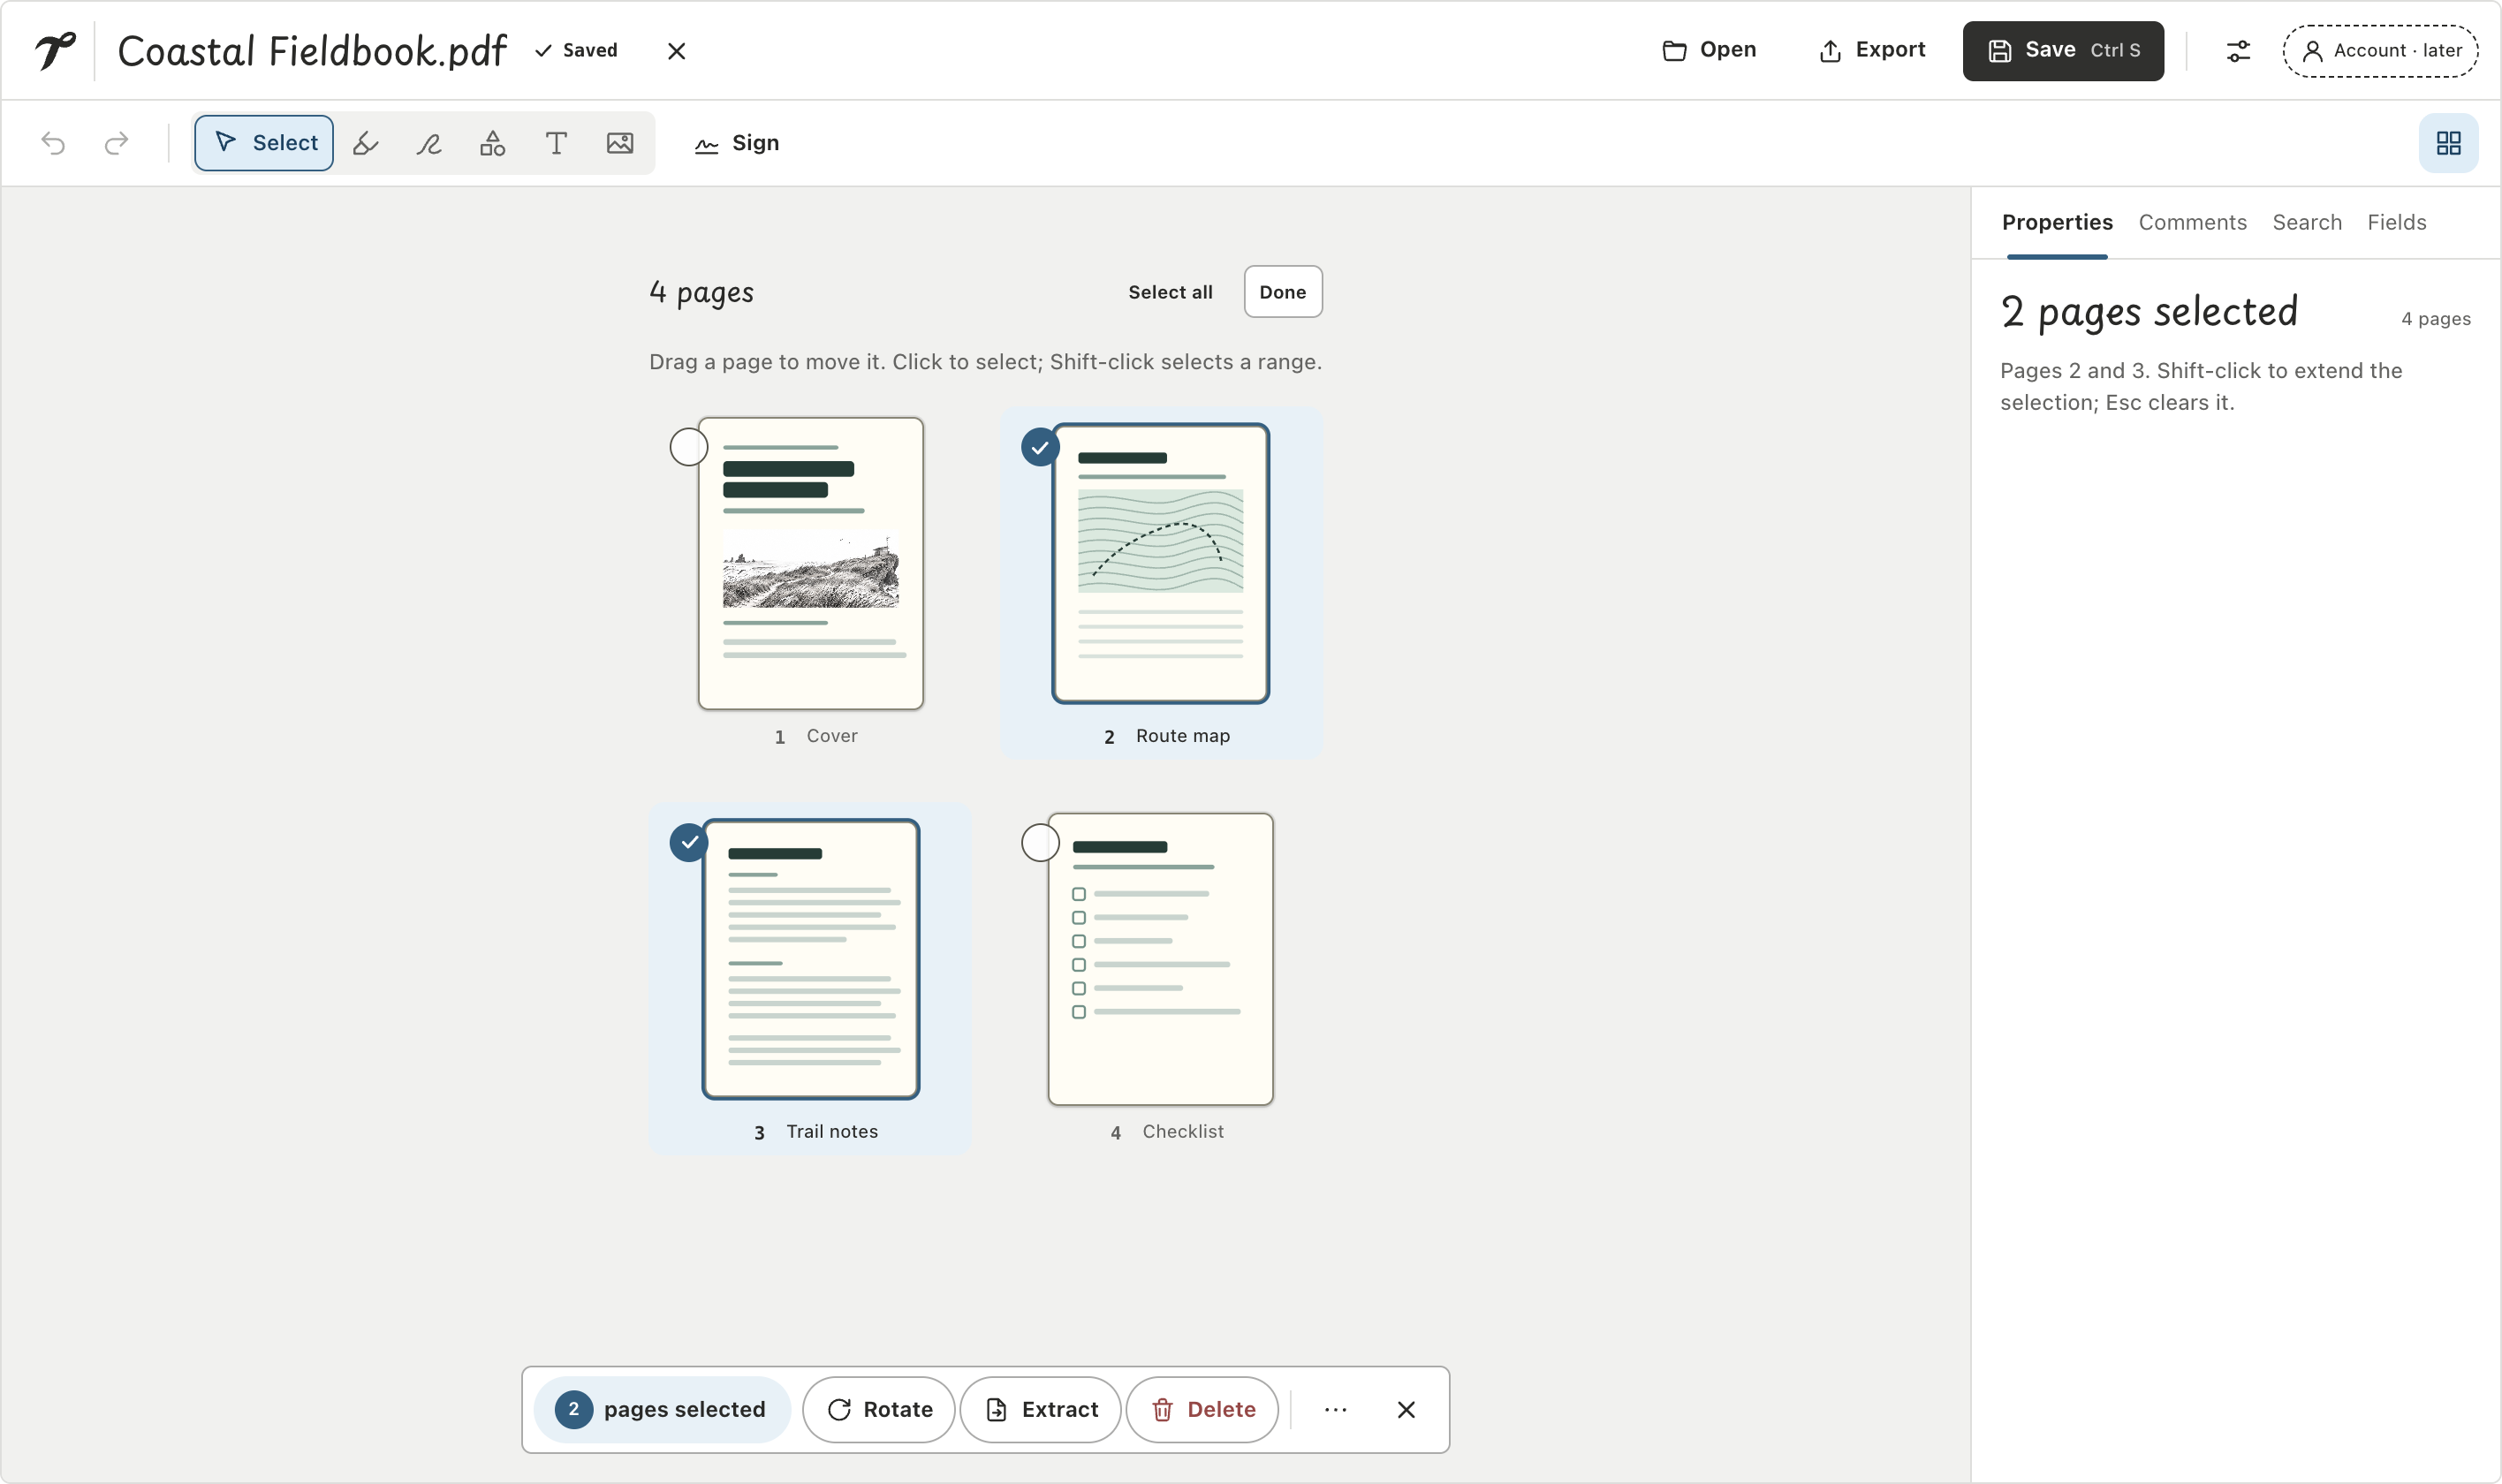 Coastal Fieldbook.pdf
Saved
Open
Export
Save Ctrl S
Account · later
Select
Sign
Properties Comments Search Fields
4 pages
Select all
Done
Drag a page to move it. Click to select; Shift-click selects a range.
1 Cover
2 Route map
3 Trail notes
4 Checklist
2 pages selected
Rotate
Extract
Delete
2 pages selected
4 pages
Pages 2 and 3. Shift-click to extend the
selection; Esc clears it.